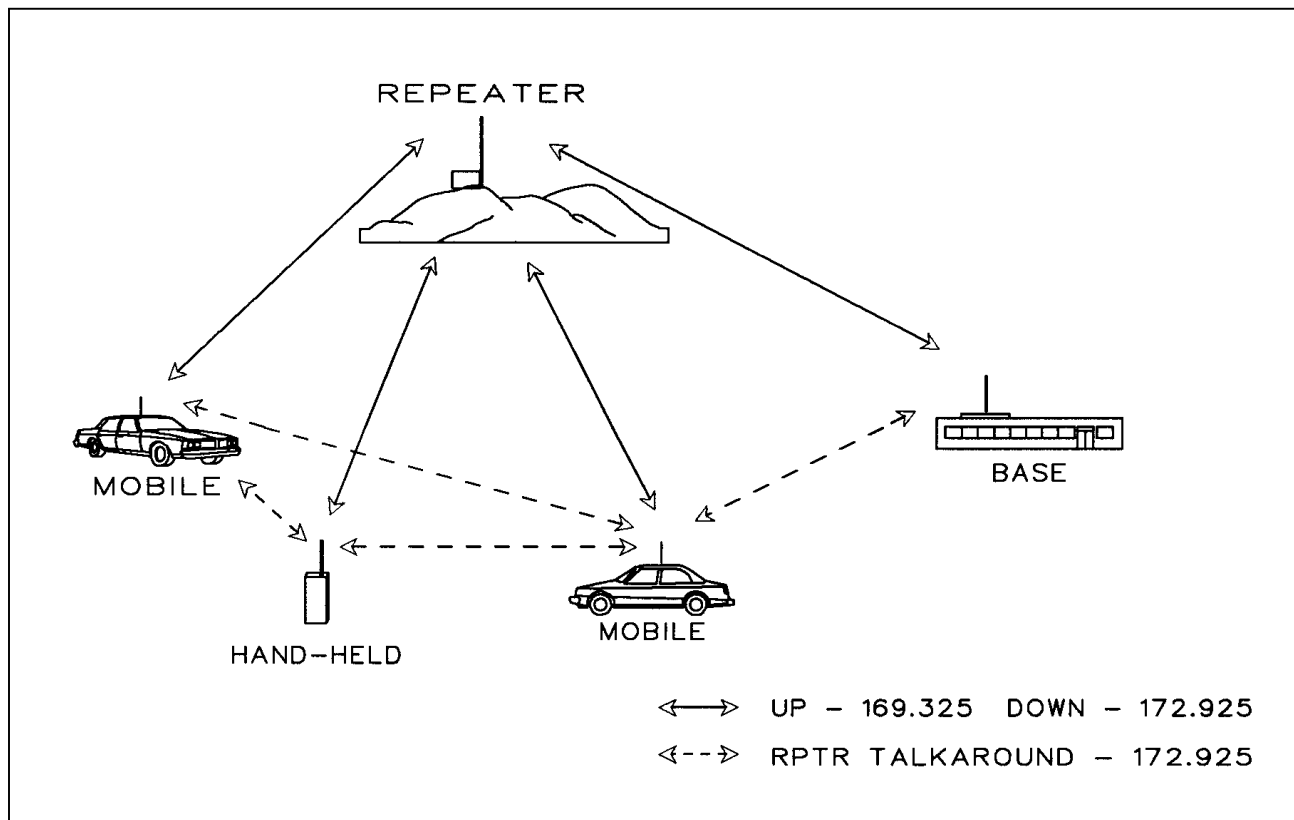 REPEATER
MOBILE
BASE
HAND-HELD
MOBILE
UP - 169.325 DOWN - 172.925
RPTR TALKAROUND - 172.925